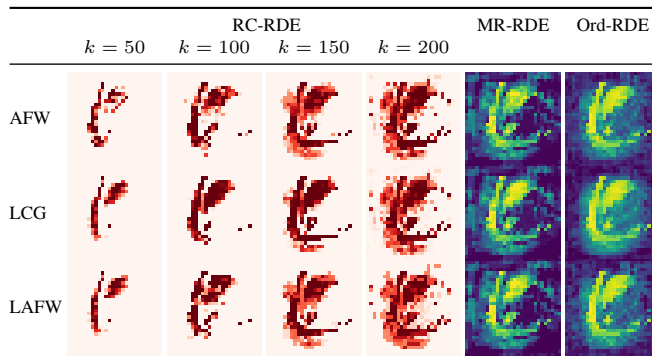 RC-RDE MR-RDE Ord-RDE
k = 50 k = 100 k = 150 k = 200
AFW
LCG
LAFW